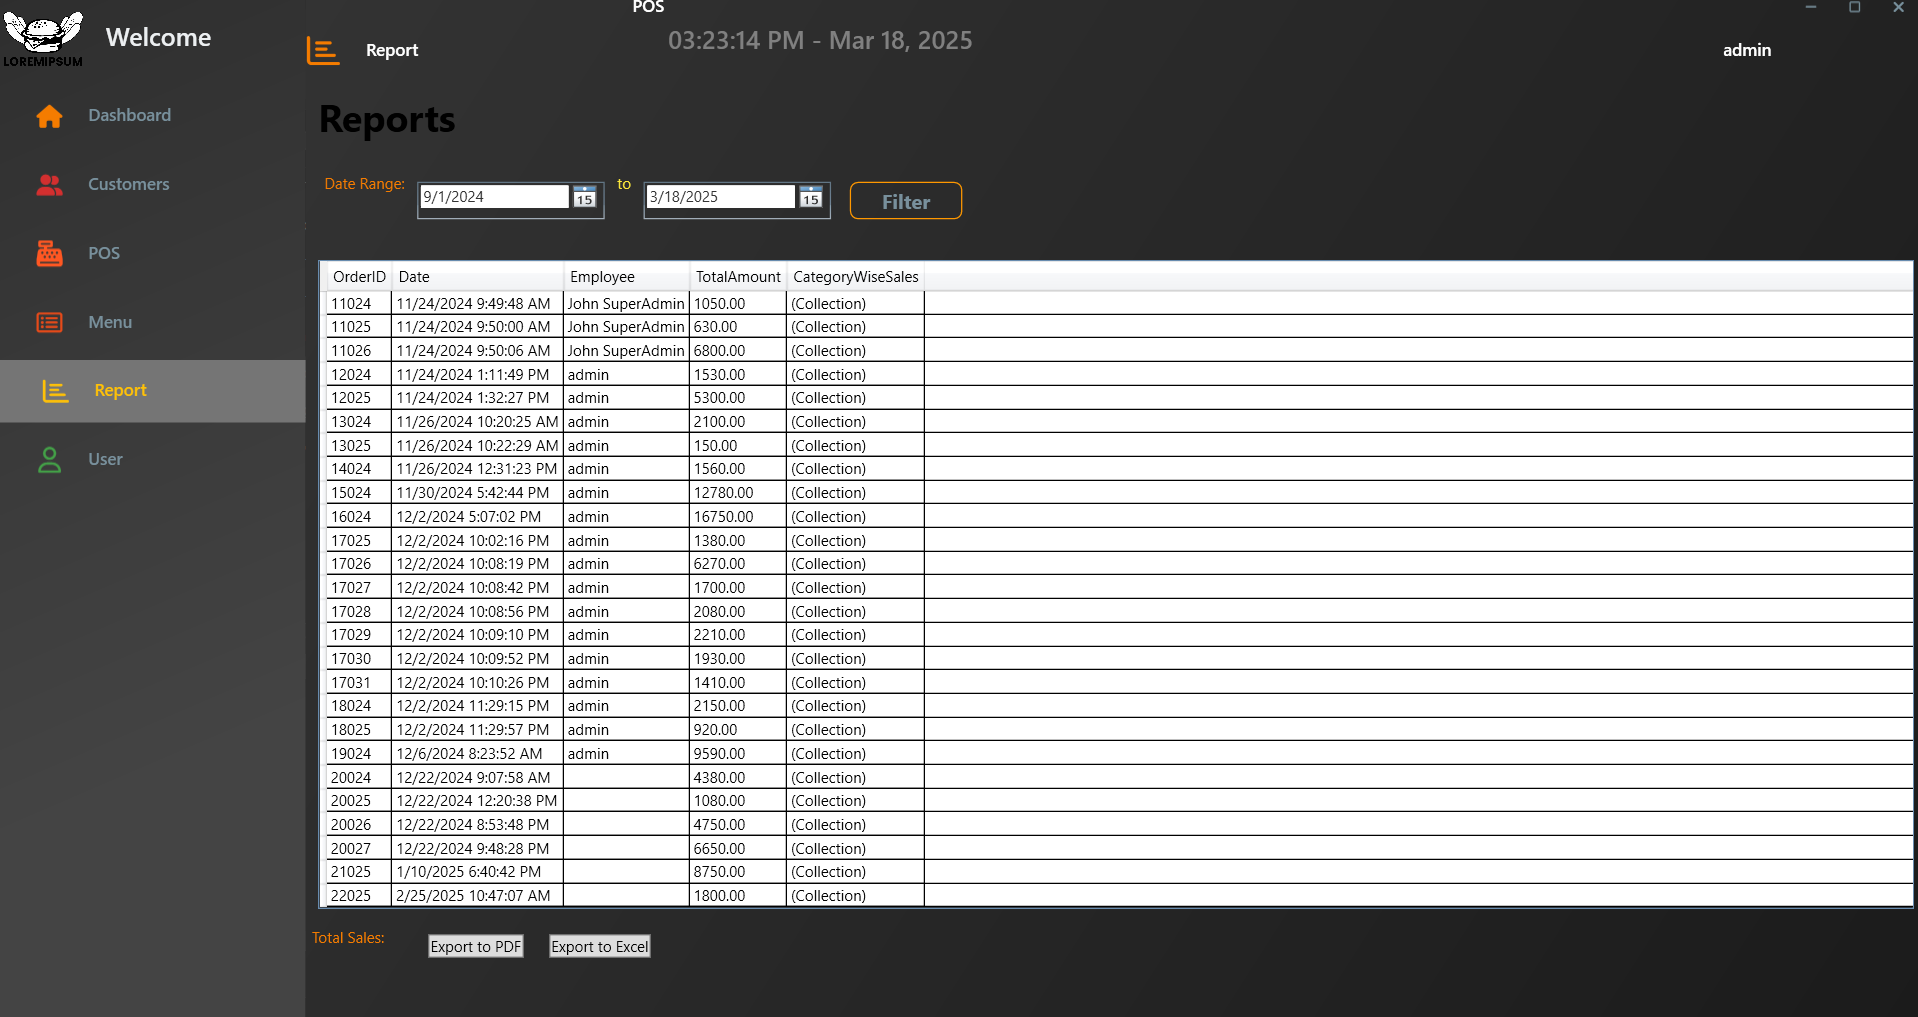 POS
LOREMIPSUM
Welcome
Report
03:23:14 PM - Mar 18, 2025
admin
Dashboard
Customers
POS
Menu
Report
User
Reports
Date Range: 9/1/2024 15 to 3/18/2025 15 Filter
OrderID Date Employee TotalAmount CategoryWiseSales
11024 11/24/2024 9:49:48 AM John SuperAdmin 1050.00 (Collection)
11025 11/24/2024 9:50:00 AM John SuperAdmin 630.00 (Collection)
11026 11/24/2024 9:50:06 AM John SuperAdmin 6800.00 (Collection)
12024 11/24/2024 1:11:49 PM admin 1530.00 (Collection)
12025 11/24/2024 1:32:27 PM admin 5300.00 (Collection)
13024 11/26/2024 10:20:25 AM admin 2100.00 (Collection)
13025 11/26/2024 10:22:29 AM admin 150.00 (Collection)
14024 11/26/2024 12:31:23 PM admin 1560.00 (Collection)
15024 11/30/2024 5:42:44 PM admin 12780.00 (Collection)
16024 12/2/2024 5:07:02 PM admin 16750.00 (Collection)
17025 12/2/2024 10:02:16 PM admin 1380.00 (Collection)
17026 12/2/2024 10:08:19 PM admin 6270.00 (Collection)
17027 12/2/2024 10:08:42 PM admin 1700.00 (Collection)
17028 12/2/2024 10:08:56 PM admin 2080.00 (Collection)
17029 12/2/2024 10:09:10 PM admin 2210.00 (Collection)
17030 12/2/2024 10:09:52 PM admin 1930.00 (Collection)
17031 12/2/2024 10:10:26 PM admin 1410.00 (Collection)
18024 12/2/2024 11:29:15 PM admin 2150.00 (Collection)
18025 12/2/2024 11:29:57 PM admin 920.00 (Collection)
19024 12/6/2024 8:23:52 AM admin 9590.00 (Collection)
20024 12/22/2024 9:07:58 AM 4380.00 (Collection)
20025 12/22/2024 12:20:38 PM 1080.00 (Collection)
20026 12/22/2024 8:53:48 PM 4750.00 (Collection)
20027 12/22/2024 9:48:28 PM 6650.00 (Collection)
21025 1/10/2025 6:40:42 PM 8750.00 (Collection)
22025 2/25/2025 10:47:07 AM 1800.00 (Collection)
Total Sales: Export to PDF Export to Excel